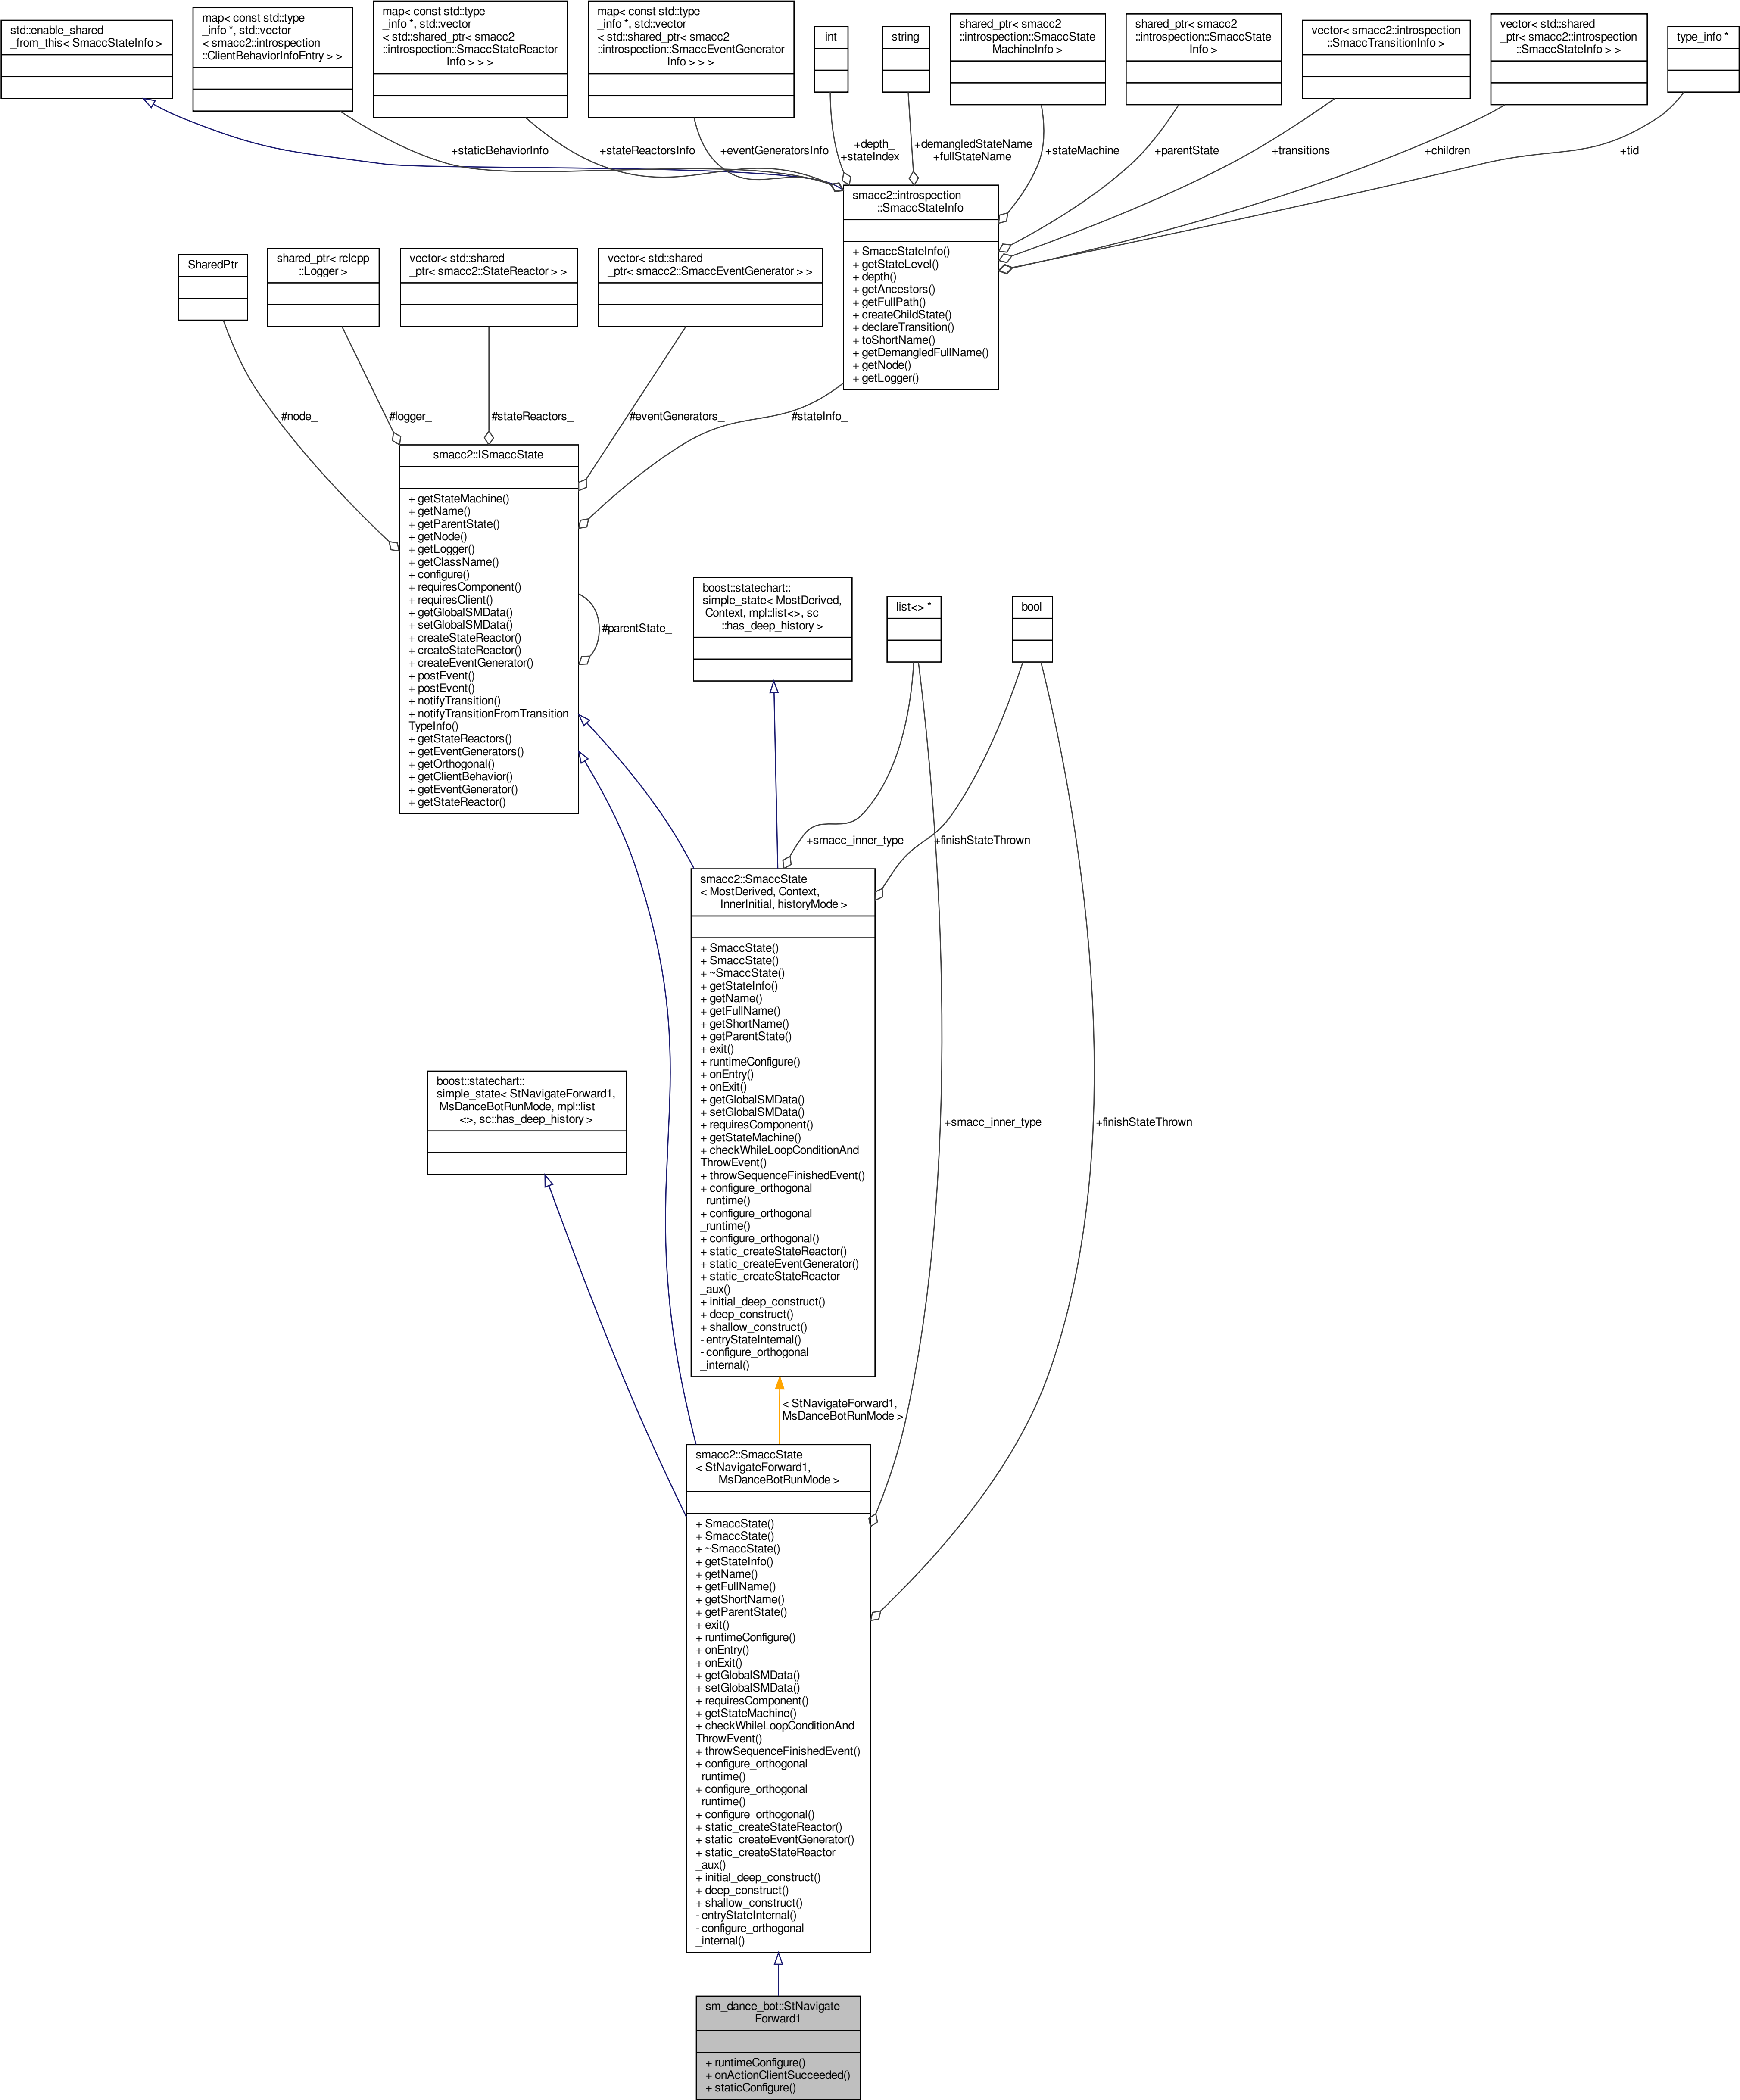 std::enable_shared
_from_this< SmaccStateInfo >
map< const std::type
_info *, std::vector
< smacc2::introspection
::ClientBehaviorInfoEntry > >
map< const std::type
_info *, std::vector
< std::shared_ptr< smacc2
::introspection::SmaccStateReactor
Info > > >
map< const std::type
_info *, std::vector
< std::shared_ptr< smacc2
::introspection::SmaccEventGenerator
Info > > >
int
string
shared_ptr< smacc2
::introspection::SmaccState
MachineInfo >
shared_ptr< smacc2
::introspection::SmaccState
Info >
vector< smacc2::introspection
::SmaccTransitionInfo >
vector< std::shared
_ptr< smacc2::introspection
::SmaccStateInfo > >
type_info *
+staticBehaviorInfo
+stateReactorsInfo
+eventGeneratorsInfo
+depth_
+stateIndex_
+demangledStateName
+fullStateName
+stateMachine_
+parentState_
+transitions_
+children_
+tid_
smacc2::introspection
::SmaccStateInfo
+ SmaccStateInfo()
+ getStateLevel()
+ depth()
+ getAncestors()
+ getFullPath()
+ createChildState()
+ declareTransition()
+ toShortName()
+ getDemangledFullName()
+ getNode()
+ getLogger()
SharedPtr
shared_ptr< rclcpp
::Logger >
vector< std::shared
_ptr< smacc2::StateReactor > >
vector< std::shared
_ptr< smacc2::SmaccEventGenerator > >
#node_
#logger_
#stateReactors_
#eventGenerators_
#stateInfo_
smacc2::ISmaccState
+ getStateMachine()
+ getName()
+ getParentState()
+ getNode()
+ getLogger()
+ getClassName()
+ configure()
+ requiresComponent()
+ requiresClient()
+ getGlobalSMData()
+ setGlobalSMData()
+ createStateReactor()
+ createStateReactor()
+ createEventGenerator()
+ postEvent()
+ postEvent()
+ notifyTransition()
+ notifyTransitionFromTransition
TypeInfo()
+ getStateReactors()
+ getEventGenerators()
+ getOrthogonal()
+ getClientBehavior()
+ getEventGenerator()
+ getStateReactor()
#parentState_
boost::statechart::
simple_state< MostDerived,
Context, mpl::list<>, sc
::has_deep_history >
list<> *
bool
+smacc_inner_type
+finishStateThrown
smacc2::SmaccState
< MostDerived, Context,
InnerInitial, historyMode >
+ SmaccState()
+ SmaccState()
+ ~SmaccState()
+ getStateInfo()
+ getName()
+ getFullName()
+ getShortName()
+ getParentState()
+ exit()
+ runtimeConfigure()
+ onEntry()
+ onExit()
+ getGlobalSMData()
+ setGlobalSMData()
+ requiresComponent()
+ getStateMachine()
+ checkWhileLoopConditionAnd
ThrowEvent()
+ throwSequenceFinishedEvent()
+ configure_orthogonal
_runtime()
+ configure_orthogonal
_runtime()
+ configure_orthogonal()
+ static_createStateReactor()
+ static_createEventGenerator()
+ static_createStateReactor
_aux()
+ initial_deep_construct()
+ deep_construct()
+ shallow_construct()
- entryStateInternal()
- configure_orthogonal
_internal()
boost::statechart::
simple_state< StNavigateForward1,
MsDanceBotRunMode, mpl::list
<>, sc::has_deep_history >
+smacc_inner_type
+finishStateThrown
< StNavigateForward1,
MsDanceBotRunMode >
smacc2::SmaccState
< StNavigateForward1,
MsDanceBotRunMode >
+ SmaccState()
+ SmaccState()
+ ~SmaccState()
+ getStateInfo()
+ getName()
+ getFullName()
+ getShortName()
+ getParentState()
+ exit()
+ runtimeConfigure()
+ onEntry()
+ onExit()
+ getGlobalSMData()
+ setGlobalSMData()
+ requiresComponent()
+ getStateMachine()
+ checkWhileLoopConditionAnd
ThrowEvent()
+ throwSequenceFinishedEvent()
+ configure_orthogonal
_runtime()
+ configure_orthogonal
_runtime()
+ configure_orthogonal()
+ static_createStateReactor()
+ static_createEventGenerator()
+ static_createStateReactor
_aux()
+ initial_deep_construct()
+ deep_construct()
+ shallow_construct()
- entryStateInternal()
- configure_orthogonal
_internal()
sm_dance_bot::StNavigate
Forward1
+ runtimeConfigure()
+ onActionClientSucceeded()
+ staticConfigure()